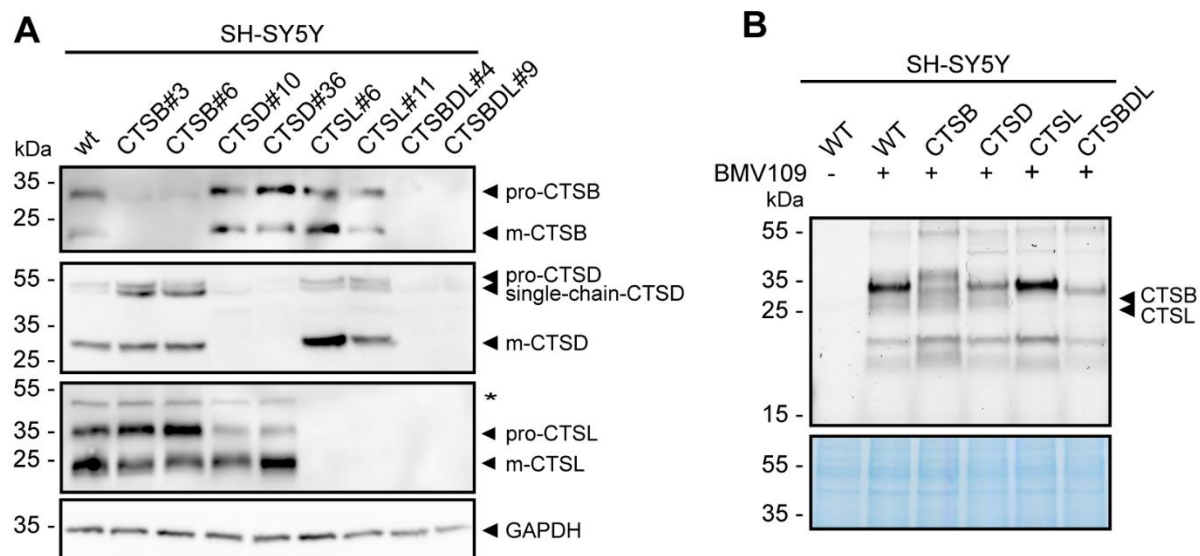 A
SH-SY5Y
wt CTSB#3 CTSB#6 CTSD#10 CTSD#36 CTSL#6 CTSL#11 CTSBDL#4 CTSBDL#9
kDa
35 -
pro-CTSB
25 -
m-CTSB
55 -
pro-CTSD
single-chain-CTSD
35 -
m-CTSD
25 -
55 -
*
35 -
pro-CTSL
25 -
m-CTSL
35 -
GAPDH
B
SH-SY5Y
WT WT CTSB CTSD CTSL CTSBDL
BMV109 - + + + + +
kDa
55 -
35 -
CTSB
25 -
CTSL
15 -
55 -
35 -